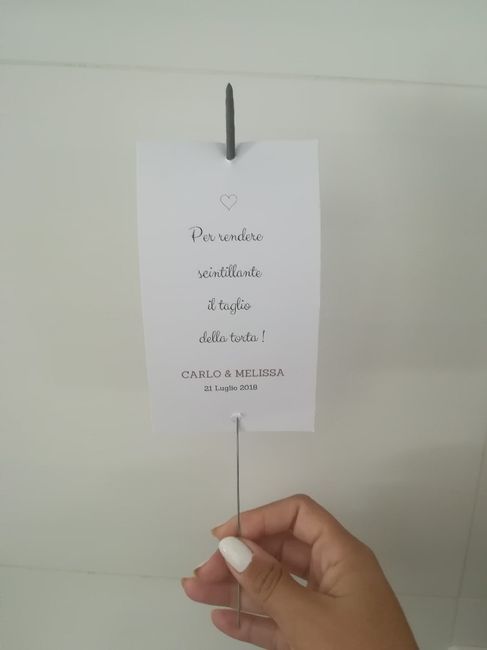 Per rendere
scintillante
il taglio
della torta !
CARLO & MELISSA
21 Luglio 2018